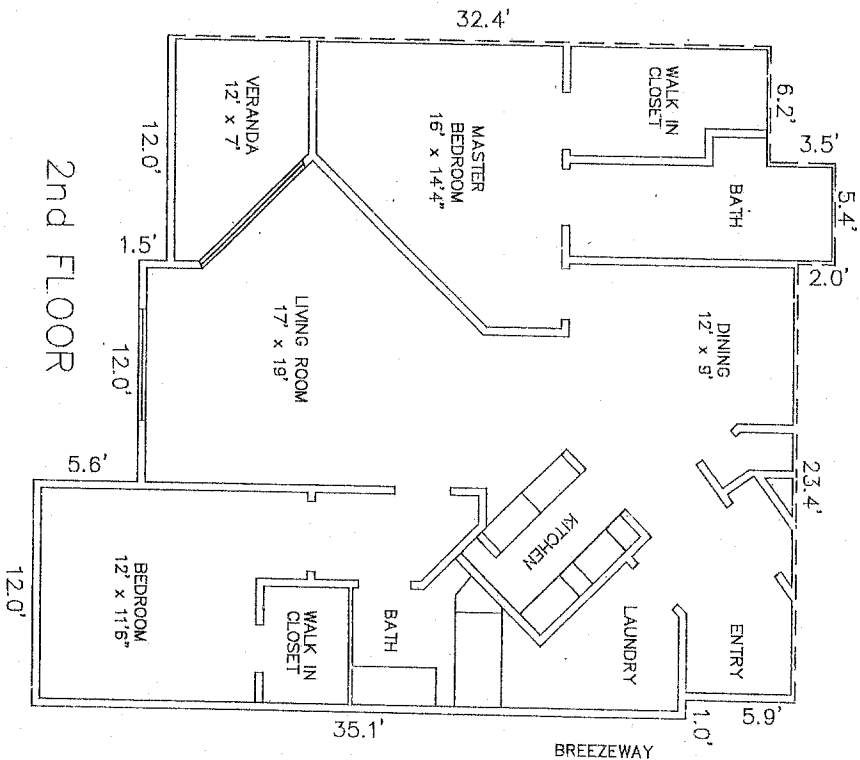 32.4'
6.2'
3.5'
5.4'
2.0'
23.4'
5.9'
1.0'
35.1'
12.0'
5.6'
12.0'
1.5'
12.0'
VERANDA
12' x 7'
MASTER
BEDROOM
16' x 14'4"
WALK IN
CLOSET
BATH
LIVING ROOM
17' x 19'
DINING
12' x 9'
KITCHEN
BEDROOM
12' x 11'6"
WALK IN
CLOSET
BATH
LAUNDRY
ENTRY
BREEZEWAY
2nd FLOOR